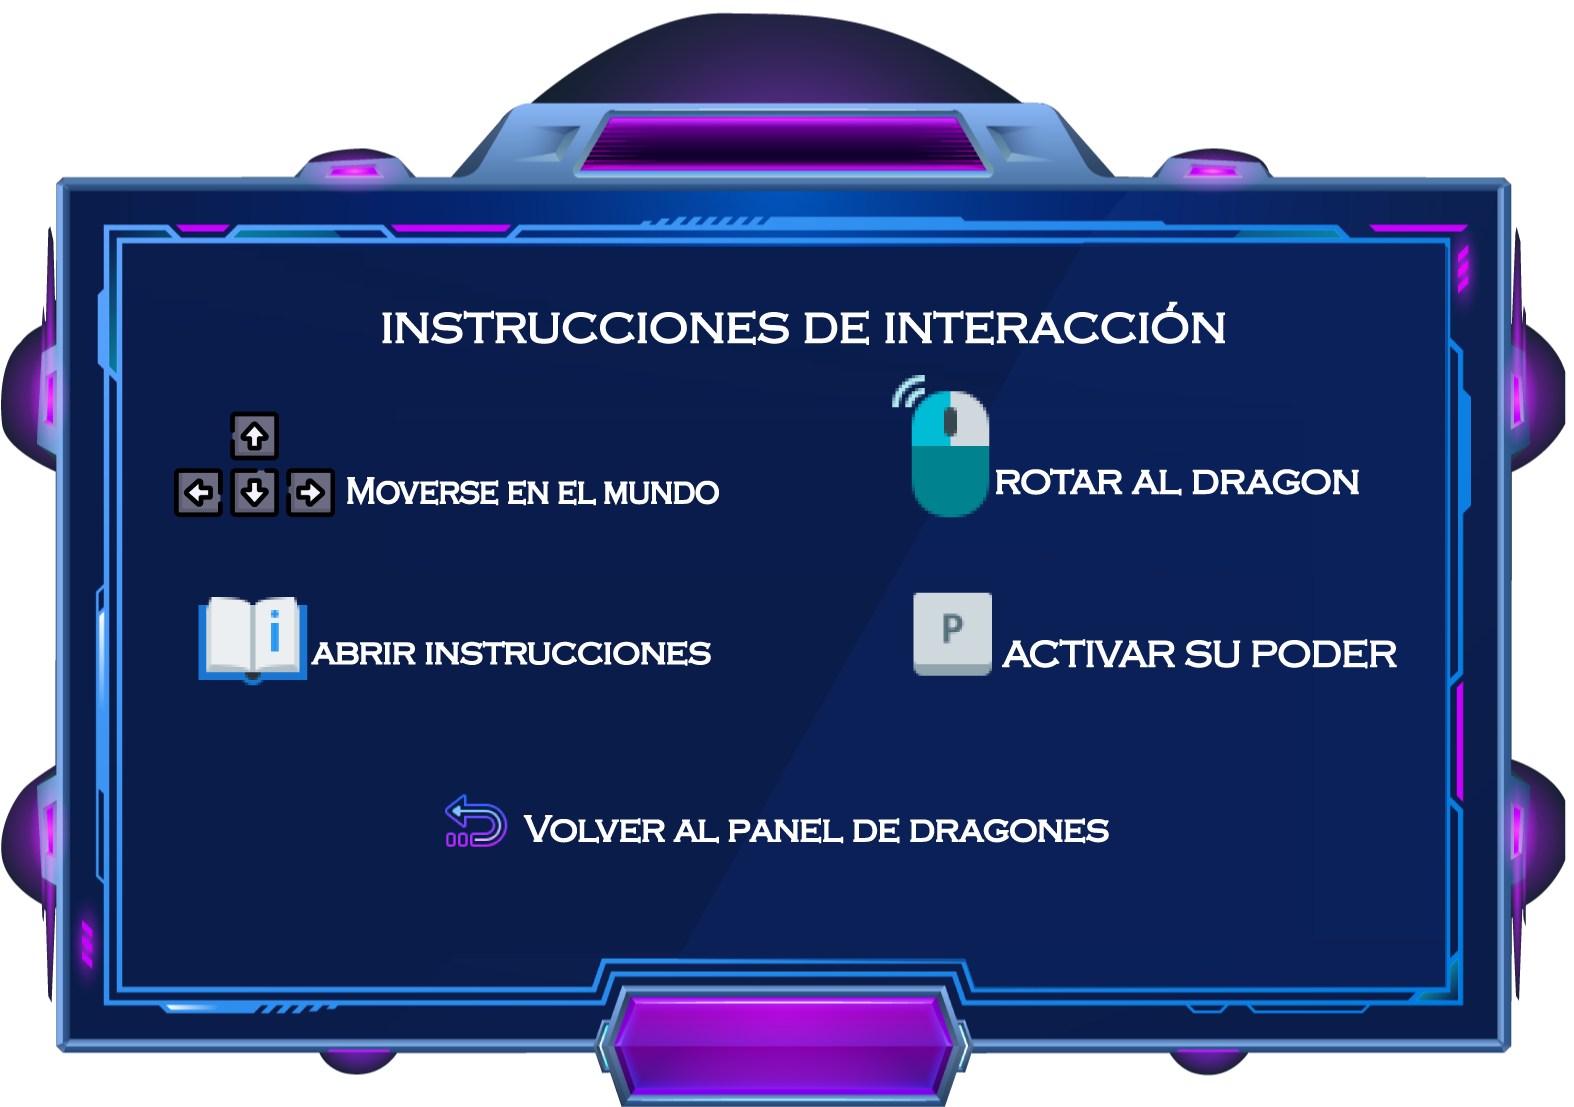 INSTRUCCIONES DE INTERACCIÓN
MOVERSE EN EL MUNDO
ROTAR AL DRAGON
i
ABRIR INSTRUCCIONES
P
ACTIVAR SU PODER
VOLVER AL PANEL DE DRAGONES